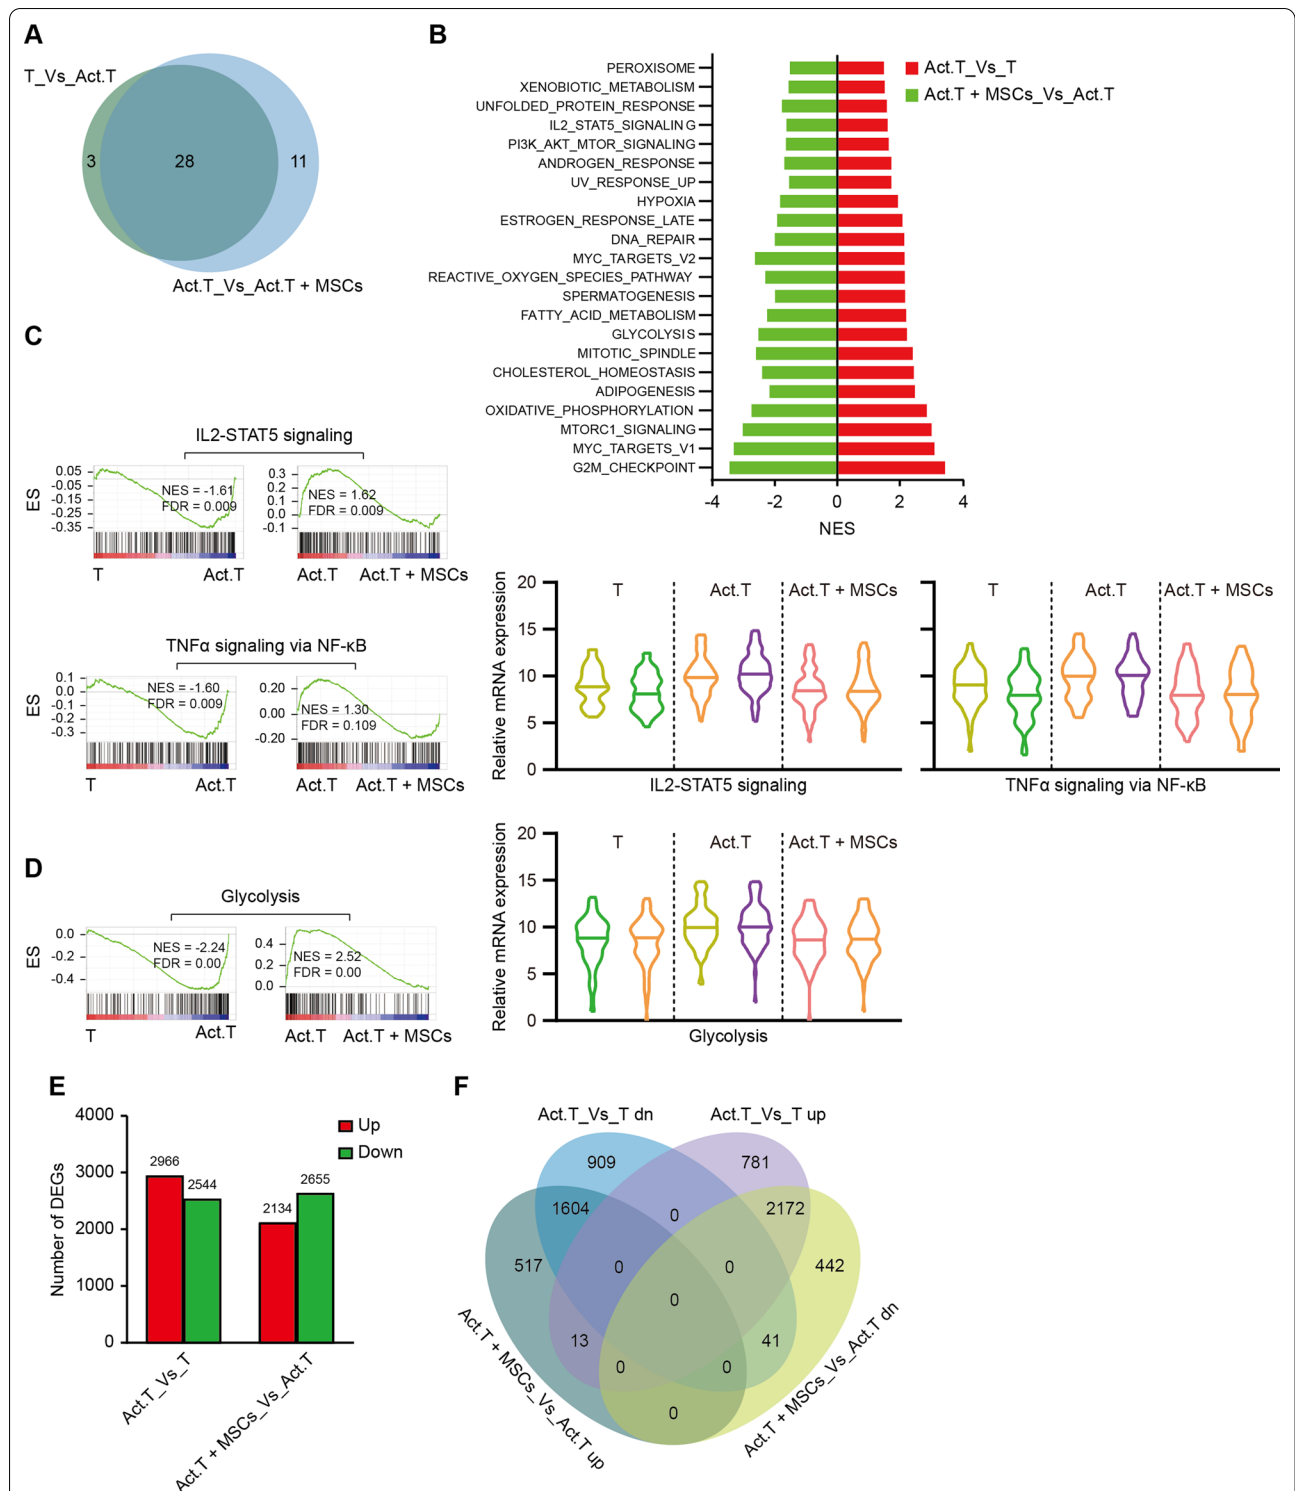 A
T_Vs_Act.T
3
28
11
Act.T_Vs_Act.T + MSCs
B
PEROXISOME
XENOBIOTIC_METABOLISM
UNFOLDED_PROTEIN_RESPONSE
IL2_STAT5_SIGNALING
PI3K_AKT_MTOR_SIGNALING
ANDROGEN_RESPONSE
UV_RESPONSE_UP
HYPOXIA
ESTROGEN_RESPONSE_LATE
DNA_REPAIR
MYC_TARGETS_V2
REACTIVE_OXYGEN_SPECIES_PATHWAY
SPERMATOGENESIS
FATTY_ACID_METABOLISM
GLYCOLYSIS
MITOTIC_SPINDLE
CHOLESTEROL_HOMEOSTASIS
ADIPOGENESIS
OXIDATIVE_PHOSPHORYLATION
MTORC1_SIGNALING
MYC_TARGETS_V1
G2M_CHECKPOINT
-4 -2 0 2 4
NES
Act.T_Vs_T
Act.T + MSCs_Vs_Act.T
C
IL2-STAT5 signaling
ES
0.05
-0.05
-0.15
-0.25
-0.35
NES = -1.61
FDR = 0.009
T Act.T
0.3
0.2
0.1
0.0
-0.1
NES = 1.62
FDR = 0.009
Act.T Act.T + MSCs
TNFα signaling via NF-κB
ES
0.1
0.0
-0.1
-0.2
-0.3
NES = -1.60
FDR = 0.009
T Act.T
0.20
0.00
-0.20
NES = 1.30
FDR = 0.109
Act.T Act.T + MSCs
Relative mRNA expression
20
15
10
5
0
T Act.T Act.T + MSCs
IL2-STAT5 signaling
T Act.T Act.T + MSCs
TNFα signaling via NF-κB
D
Glycolysis
ES
0.0
-0.2
-0.4
NES = -2.24
FDR = 0.00
T Act.T
0.4
0.2
0.0
NES = 2.52
FDR = 0.00
Act.T Act.T + MSCs
Relative mRNA expression
20
15
10
5
0
T Act.T Act.T + MSCs
Glycolysis
E
Number of DEGs
4000
3000
2000
1000
0
Up
Down
2966
2544
2134
2655
Act.T_Vs_T
Act.T + MSCs_Vs_Act.T
F
Act.T_Vs_T dn Act.T_Vs_T up
909 781
1604 0 2172
517 0 0 442
0
13 41
0 0
0
Act.T + MSCs_Vs_Act.T up
Act.T + MSCs_Vs_Act.T dn